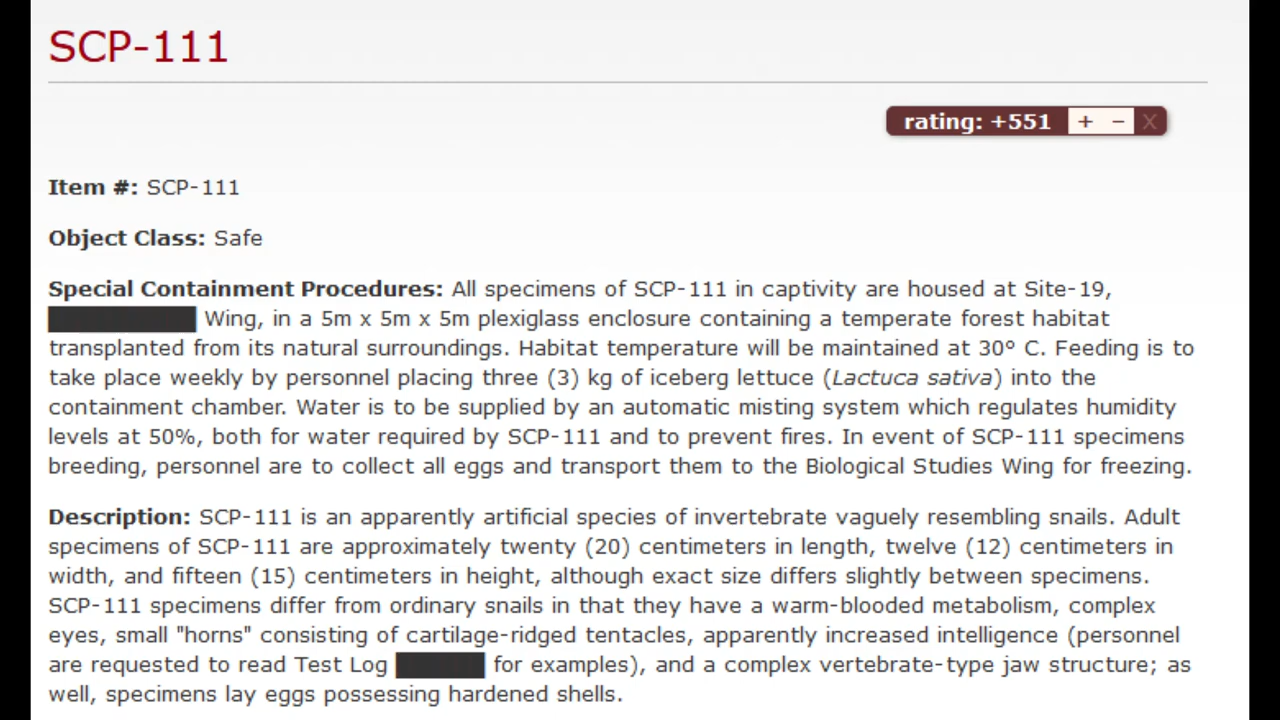 SCP-111
rating: +551 + − X
Item #: SCP-111
Object Class: Safe
Special Containment Procedures: All specimens of SCP-111 in captivity are housed at Site-19,
██████████ Wing, in a 5m x 5m x 5m plexiglass enclosure containing a temperate forest habitat
transplanted from its natural surroundings. Habitat temperature will be maintained at 30° C. Feeding is to
take place weekly by personnel placing three (3) kg of iceberg lettuce (Lactuca sativa) into the
containment chamber. Water is to be supplied by an automatic misting system which regulates humidity
levels at 50%, both for water required by SCP-111 and to prevent fires. In event of SCP-111 specimens
breeding, personnel are to collect all eggs and transport them to the Biological Studies Wing for freezing.
Description: SCP-111 is an apparently artificial species of invertebrate vaguely resembling snails. Adult
specimens of SCP-111 are approximately twenty (20) centimeters in length, twelve (12) centimeters in
width, and fifteen (15) centimeters in height, although exact size differs slightly between specimens.
SCP-111 specimens differ from ordinary snails in that they have a warm-blooded metabolism, complex
eyes, small "horns" consisting of cartilage-ridged tentacles, apparently increased intelligence (personnel
are requested to read Test Log ██████ for examples), and a complex vertebrate-type jaw structure; as
well, specimens lay eggs possessing hardened shells.